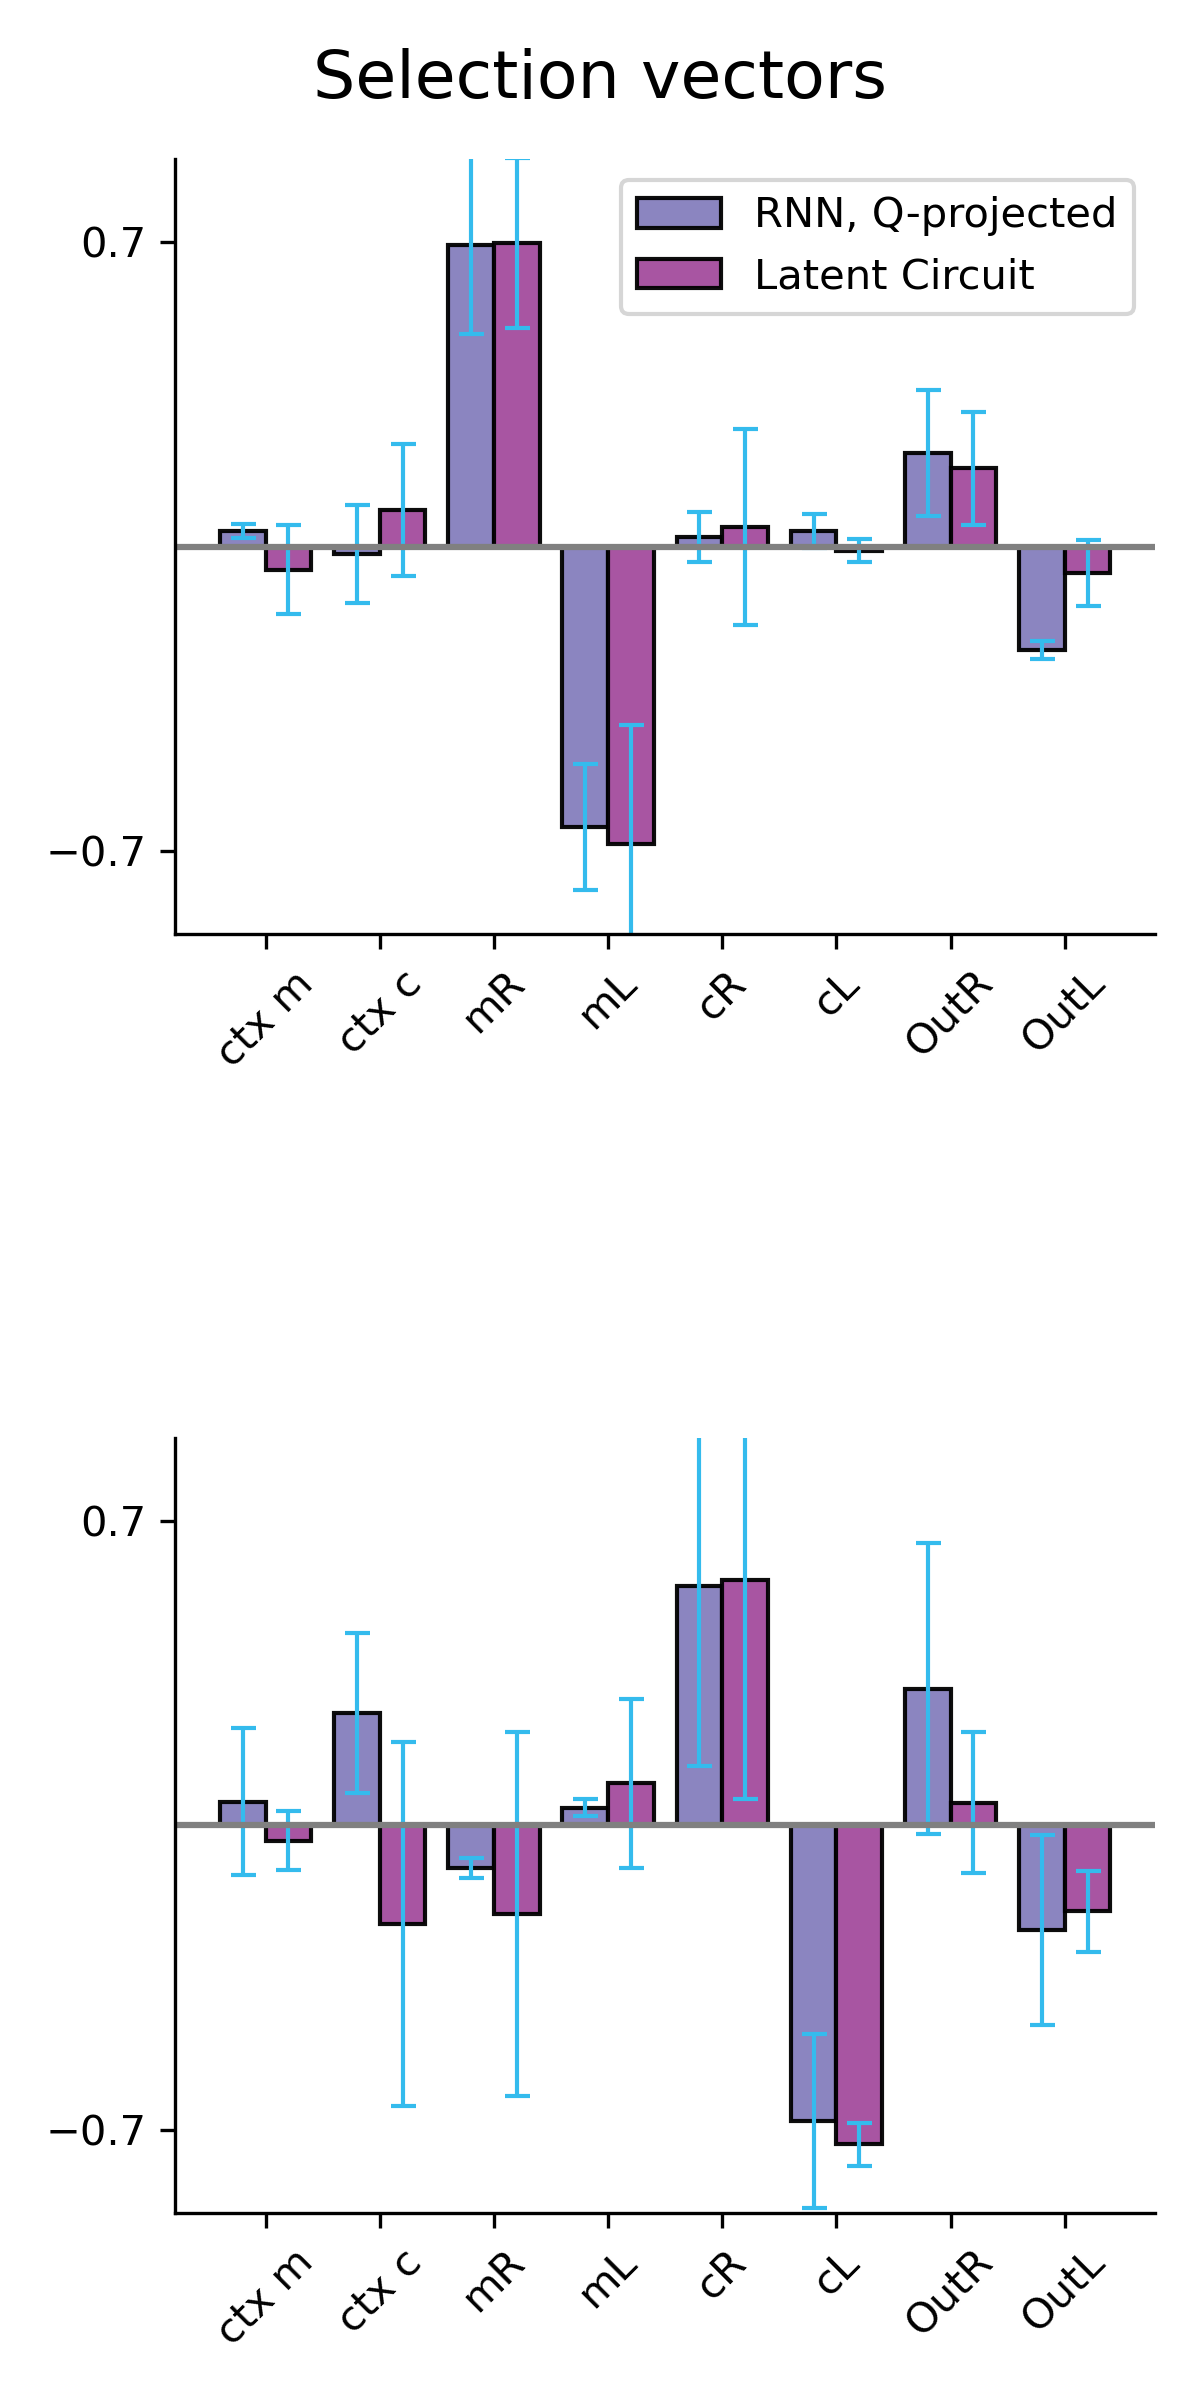 Selection vectors
RNN, Q-projected
Latent Circuit
0.7
−0.7
ctx m
ctx c
mR
mL
cR
cL
OutR
OutL
0.7
−0.7
ctx m
ctx c
mR
mL
cR
cL
OutR
OutL